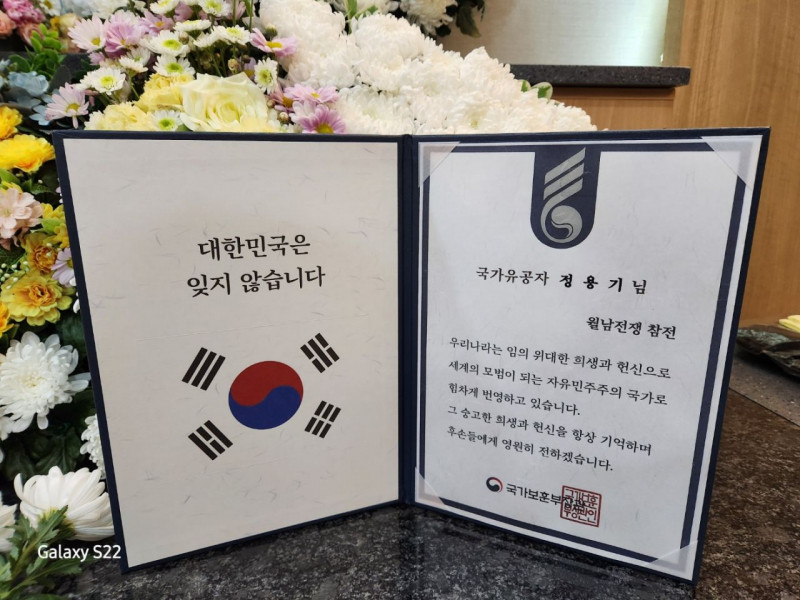 대한민국은
잊지 않습니다
국가유공자 정용기님
월남전쟁 참전
우리나라는 임의 위대한 희생과 헌신으로
세계의 모범이 되는 자유민주주의 국가로
힘차게 번영하고 있습니다.
그 숭고한 희생과 헌신을 항상 기억하며
후손들에게 영원히 전하겠습니다.
국가보훈부장관
Galaxy S22